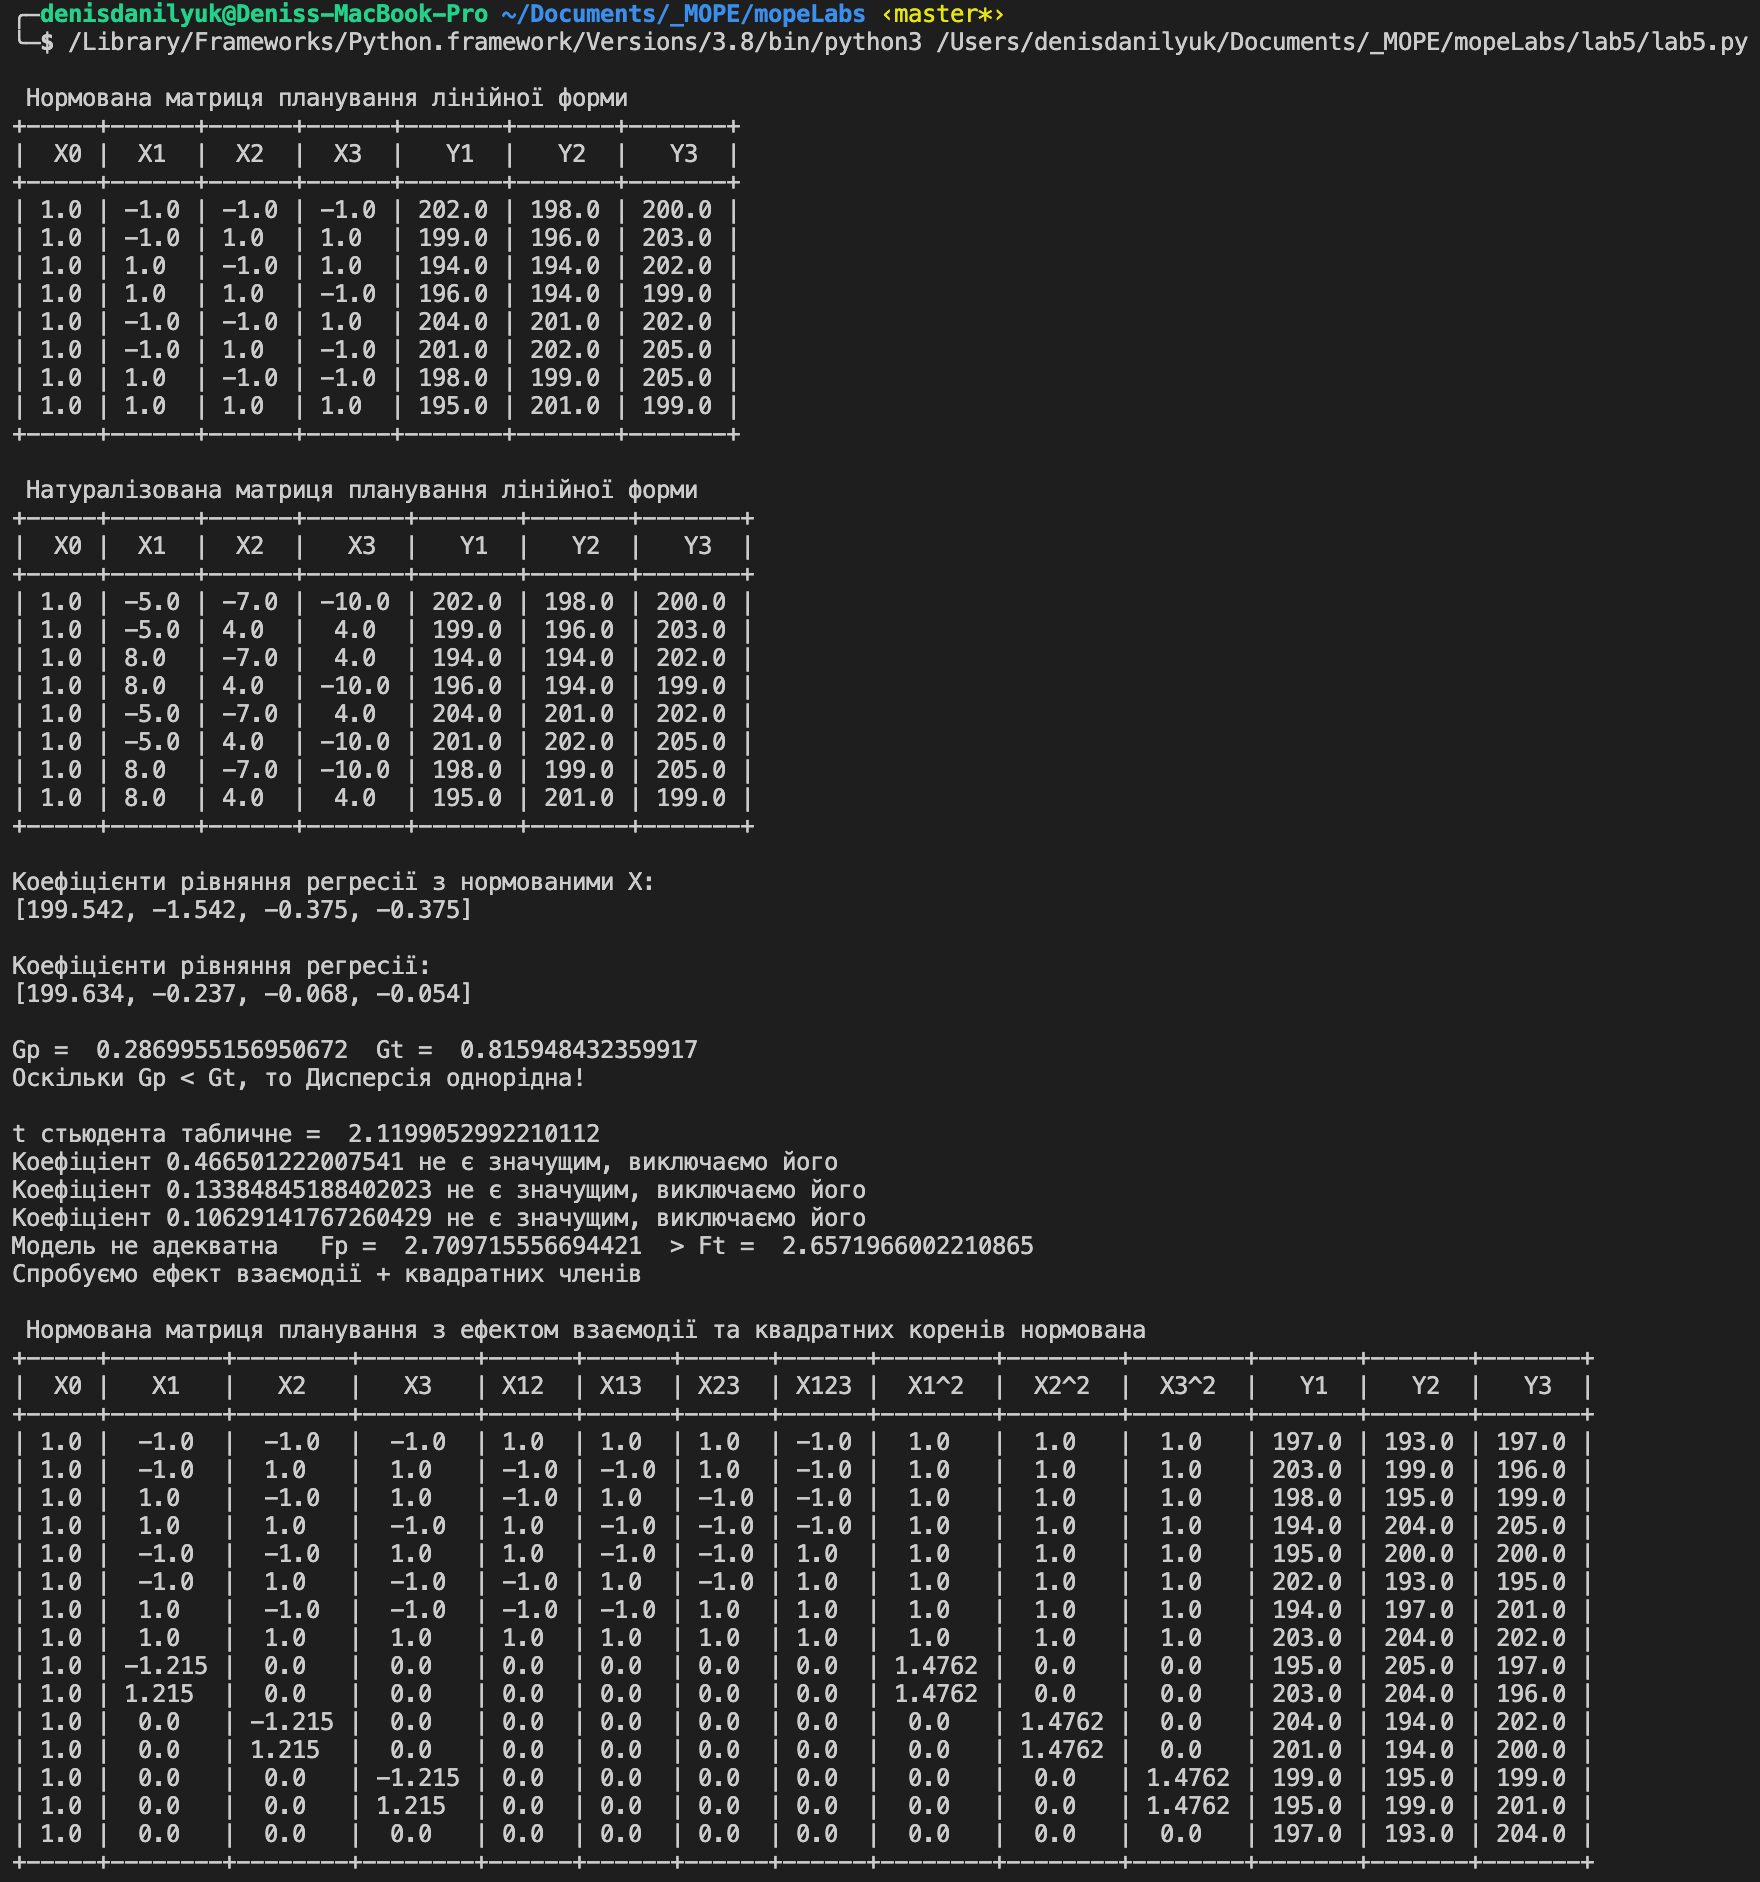 ╭─denisdanilyuk@Deniss-MacBook-Pro ~/Documents/_MOPE/mopeLabs ‹master*›
╰─$ /Library/Frameworks/Python.framework/Versions/3.8/bin/python3 /Users/denisdanilyuk/Documents/_MOPE/mopeLabs/lab5/lab5.py

 Нормована матриця планування лінійної форми
+-----+------+------+------+-------+-------+-------+
|  X0 |  X1  |  X2  |  X3  |   Y1  |   Y2  |   Y3  |
+-----+------+------+------+-------+-------+-------+
| 1.0 | -1.0 | -1.0 | -1.0 | 202.0 | 198.0 | 200.0 |
| 1.0 | -1.0 | 1.0  | 1.0  | 199.0 | 196.0 | 203.0 |
| 1.0 | 1.0  | -1.0 | 1.0  | 194.0 | 194.0 | 202.0 |
| 1.0 | 1.0  | 1.0  | -1.0 | 196.0 | 194.0 | 199.0 |
| 1.0 | -1.0 | -1.0 | 1.0  | 204.0 | 201.0 | 202.0 |
| 1.0 | -1.0 | 1.0  | -1.0 | 201.0 | 202.0 | 205.0 |
| 1.0 | 1.0  | -1.0 | -1.0 | 198.0 | 199.0 | 205.0 |
| 1.0 | 1.0  | 1.0  | 1.0  | 195.0 | 201.0 | 199.0 |
+-----+------+------+------+-------+-------+-------+

 Натуралізована матриця планування лінійної форми
+-----+------+------+-------+-------+-------+-------+
|  X0 |  X1  |  X2  |   X3  |   Y1  |   Y2  |   Y3  |
+-----+------+------+-------+-------+-------+-------+
| 1.0 | -5.0 | -7.0 | -10.0 | 202.0 | 198.0 | 200.0 |
| 1.0 | -5.0 | 4.0  |  4.0  | 199.0 | 196.0 | 203.0 |
| 1.0 | 8.0  | -7.0 |  4.0  | 194.0 | 194.0 | 202.0 |
| 1.0 | 8.0  | 4.0  | -10.0 | 196.0 | 194.0 | 199.0 |
| 1.0 | -5.0 | -7.0 |  4.0  | 204.0 | 201.0 | 202.0 |
| 1.0 | -5.0 | 4.0  | -10.0 | 201.0 | 202.0 | 205.0 |
| 1.0 | 8.0  | -7.0 | -10.0 | 198.0 | 199.0 | 205.0 |
| 1.0 | 8.0  | 4.0  |  4.0  | 195.0 | 201.0 | 199.0 |
+-----+------+------+-------+-------+-------+-------+

Коефіцієнти рівняння регресії з нормованими X:
[199.542, -1.542, -0.375, -0.375]

Коефіцієнти рівняння регресії:
[199.634, -0.237, -0.068, -0.054]

Gp =  0.2869955156950672  Gt =  0.815948432359917
Оскільки Gp < Gt, то Дисперсія однорідна!

t стьюдента табличне =  2.1199052992210112
Коефіціент 0.466501222007541 не є значущим, виключаємо його
Коефіціент 0.13384845188402023 не є значущим, виключаємо його
Коефіціент 0.10629141767260429 не є значущим, виключаємо його
Модель не адекватна   Fp =  2.709715556694421  > Ft =  2.6571966002210865
Спробуємо ефект взаємодії + квадратних членів

 Нормована матриця планування з ефектом взаємодії та квадратних коренів нормована
+-----+--------+--------+--------+------+------+------+------+--------+--------+--------+-------+-------+-------+
|  X0 |   X1   |   X2   |   X3   | X12  | X13  | X23  | X123 |  X1^2  |  X2^2  |  X3^2  |   Y1  |   Y2  |   Y3  |
+-----+--------+--------+--------+------+------+------+------+--------+--------+--------+-------+-------+-------+
| 1.0 |  -1.0  |  -1.0  |  -1.0  | 1.0  | 1.0  | 1.0  | -1.0 |  1.0   |  1.0   |  1.0   | 197.0 | 193.0 | 197.0 |
| 1.0 |  -1.0  |  1.0   |  1.0   | -1.0 | -1.0 | 1.0  | -1.0 |  1.0   |  1.0   |  1.0   | 203.0 | 199.0 | 196.0 |
| 1.0 |  1.0   |  -1.0  |  1.0   | -1.0 | 1.0  | -1.0 | -1.0 |  1.0   |  1.0   |  1.0   | 198.0 | 195.0 | 199.0 |
| 1.0 |  1.0   |  1.0   |  -1.0  | 1.0  | -1.0 | -1.0 | -1.0 |  1.0   |  1.0   |  1.0   | 194.0 | 204.0 | 205.0 |
| 1.0 |  -1.0  |  -1.0  |  1.0   | 1.0  | -1.0 | -1.0 | 1.0  |  1.0   |  1.0   |  1.0   | 195.0 | 200.0 | 200.0 |
| 1.0 |  -1.0  |  1.0   |  -1.0  | -1.0 | 1.0  | -1.0 | 1.0  |  1.0   |  1.0   |  1.0   | 202.0 | 193.0 | 195.0 |
| 1.0 |  1.0   |  -1.0  |  -1.0  | -1.0 | -1.0 | 1.0  | 1.0  |  1.0   |  1.0   |  1.0   | 194.0 | 197.0 | 201.0 |
| 1.0 |  1.0   |  1.0   |  1.0   | 1.0  | 1.0  | 1.0  | 1.0  |  1.0   |  1.0   |  1.0   | 203.0 | 204.0 | 202.0 |
| 1.0 | -1.215 |  0.0   |  0.0   | 0.0  | 0.0  | 0.0  | 0.0  | 1.4762 |  0.0   |  0.0   | 195.0 | 205.0 | 197.0 |
| 1.0 | 1.215  |  0.0   |  0.0   | 0.0  | 0.0  | 0.0  | 0.0  | 1.4762 |  0.0   |  0.0   | 203.0 | 204.0 | 196.0 |
| 1.0 |  0.0   | -1.215 |  0.0   | 0.0  | 0.0  | 0.0  | 0.0  |  0.0   | 1.4762 |  0.0   | 204.0 | 194.0 | 202.0 |
| 1.0 |  0.0   | 1.215  |  0.0   | 0.0  | 0.0  | 0.0  | 0.0  |  0.0   | 1.4762 |  0.0   | 201.0 | 194.0 | 200.0 |
| 1.0 |  0.0   |  0.0   | -1.215 | 0.0  | 0.0  | 0.0  | 0.0  |  0.0   |  0.0   | 1.4762 | 199.0 | 195.0 | 199.0 |
| 1.0 |  0.0   |  0.0   | 1.215  | 0.0  | 0.0  | 0.0  | 0.0  |  0.0   |  0.0   | 1.4762 | 195.0 | 199.0 | 201.0 |
| 1.0 |  0.0   |  0.0   |  0.0   | 0.0  | 0.0  | 0.0  | 0.0  |  0.0   |  0.0   |  0.0   | 197.0 | 193.0 | 204.0 |
+-----+--------+--------+--------+------+------+------+------+--------+--------+--------+-------+-------+-------+